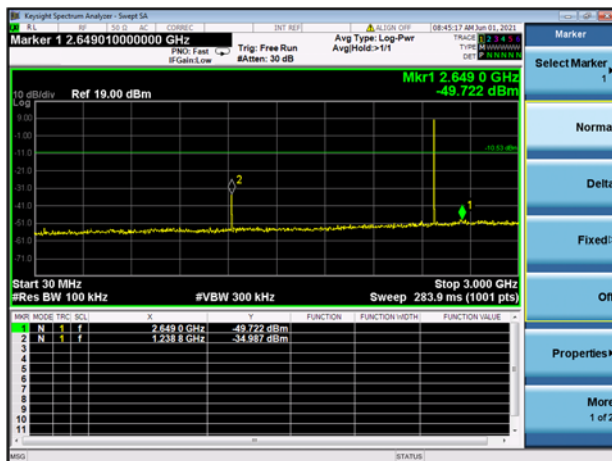 Keysight Spectrum Analyzer - Swept SA
RL RF 50 Ω AC CORREC INT REF ALIGN OFF 08:45:17 AM Jun 01, 2021
Marker 1 2.649010000000 GHz
PNO: Fast
IFGain:Low
Trig: Free Run
#Atten: 30 dB
Avg Type: Log-Pwr
Avg|Hold:>1/1
TRACE 1 2 3 4 5 6
TYPE M W W W W W
DET P N N N N N
Mkr1 2.649 0 GHz
-49.722 dBm
10 dB/div Ref 19.00 dBm
Log
9.00
-1.00
-11.0
-21.0
-31.0
-41.0
-51.0
-61.0
-71.0
-10.53 dBm
2
1
Start 30 MHz Stop 3.000 GHz
#Res BW 100 kHz #VBW 300 kHz Sweep 283.9 ms (1001 pts)
MKR MODE TRC SCL X Y FUNCTION FUNCTION WIDTH FUNCTION VALUE
1 N 1 f 2.649 0 GHz -49.722 dBm
2 N 1 f 1.238 8 GHz -34.987 dBm
3
4
5
6
7
8
9
10
11
MSG STATUS
Marker
Select Marker
1
Norma
Delta
Fixed
Of
Properties
More
1 of 2